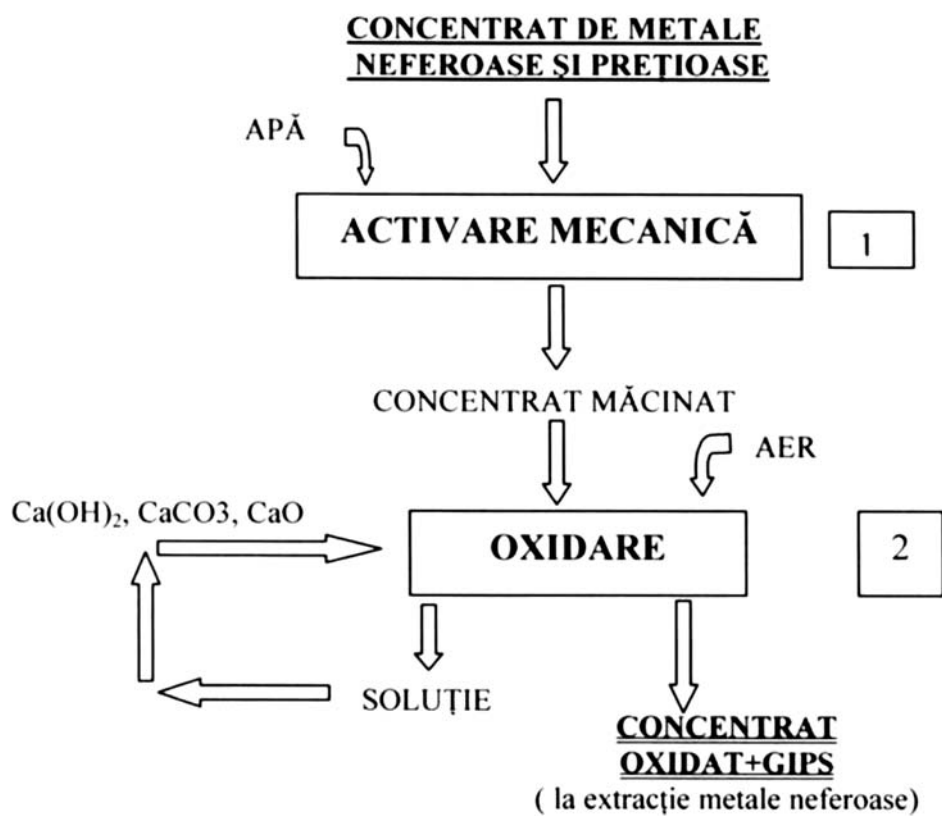 CONCENTRAT DE METALE
NEFEROASE ŞI PREŢIOASE
APĂ
ACTIVARE MECANICĂ
1
CONCENTRAT MĂCINAT
AER
Ca(OH)₂, CaCO3, CaO
OXIDARE
2
SOLUŢIE
CONCENTRAT
OXIDAT+GIPS
( la extracţie metale neferoase)